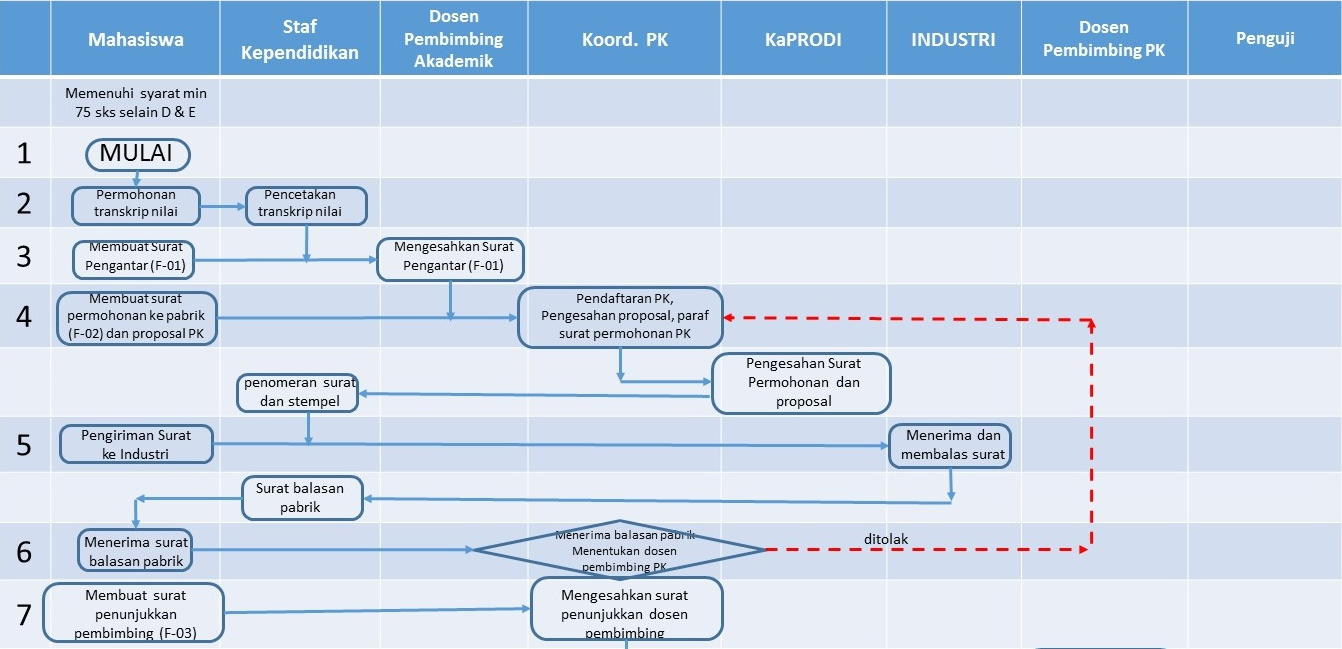 Mahasiswa
Staf
Kependidikan
Dosen
Pembimbing
Akademik
Koord. PK
KaPRODI
INDUSTRI
Dosen
Pembimbing PK
Penguji
Memenuhi syarat min
75 sks selain D & E
1
MULAI
2
Permohonan
transkrip nilai
Pencetakan
transkrip nilai
3
Membuat Surat
Pengantar (F-01)
Mengesahkan Surat
Pengantar (F-01)
4
Membuat surat
permohonan ke pabrik
(F-02) dan proposal PK
Pendaftaran PK,
Pengesahan proposal, paraf
surat permohonan PK
Pengesahan Surat
Permohonan dan
proposal
penomeran surat
dan stempel
5
Pengiriman Surat
ke Industri
Menerima dan
membalas surat
Surat balasan
pabrik
6
Menerima surat
balasan pabrik
Menerima balasan pabrik
Menentukan dosen
pembimbing PK
ditolak
7
Membuat surat
penunjukkan
pembimbing (F-03)
Mengesahkan surat
penunjukkan dosen
pembimbing